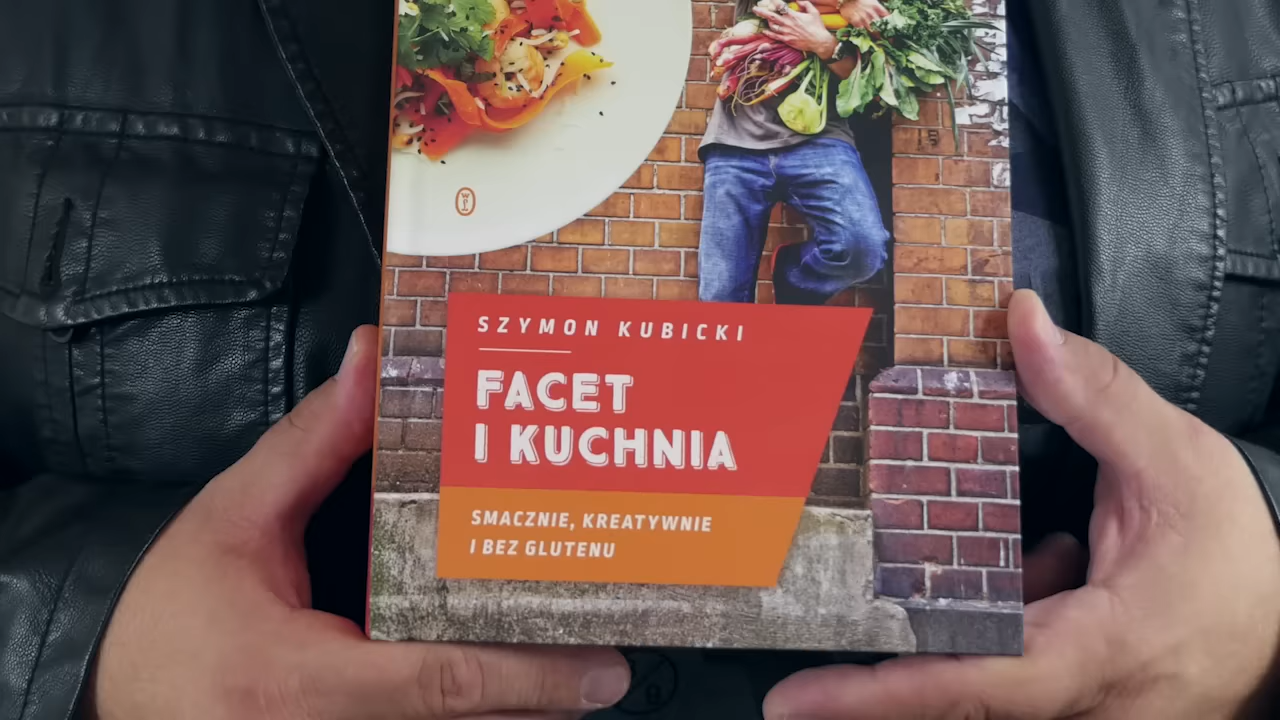 SZYMON KUBICKI
FACET
I KUCHNIA
SMACZNIE, KREATYWNIE
I BEZ GLUTENU